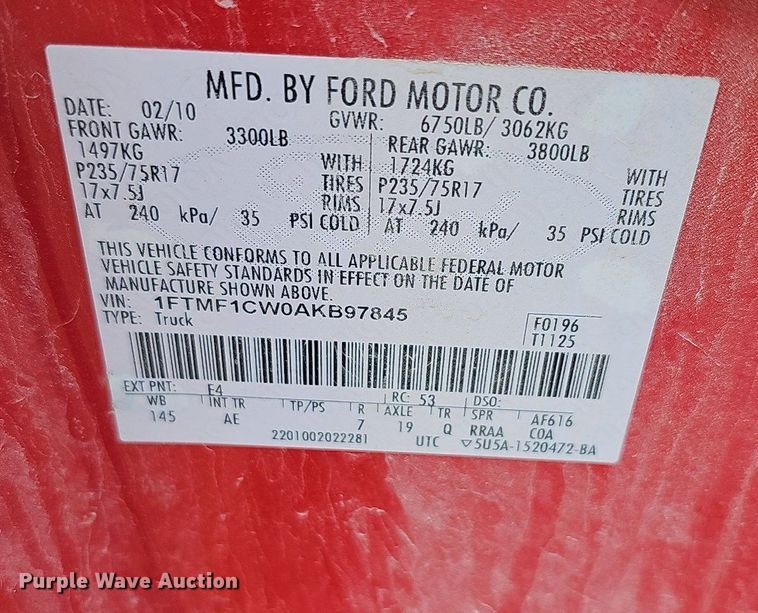 MFD. BY FORD MOTOR CO.
DATE: 02/10 GVWR: 6750LB/ 3062KG
FRONT GAWR: 3300LB REAR GAWR: 3800LB
1497KG WITH 1724KG WITH
P235/75R17 TIRES P235/75R17 TIRES
17x7.5J RIMS 17x7.5J RIMS
AT 240 kPa/ 35 PSI COLD AT 240 kPa/ 35 PSI COLD
THIS VEHICLE CONFORMS TO ALL APPLICABLE FEDERAL MOTOR
VEHICLE SAFETY STANDARDS IN EFFECT ON THE DATE OF
MANUFACTURE SHOWN ABOVE.
VIN: 1FTMF1CW0AKB97845 F0196
TYPE: Truck T1125
EXT PNT: F4 RC: 53 DSO:
WB INT TR TP/PS R AXLE TR SPR AF616
145 AE 7 19 Q RRAA COA
2201002022281 UTC ▽5U5A-1520472-BA
Purple Wave Auction